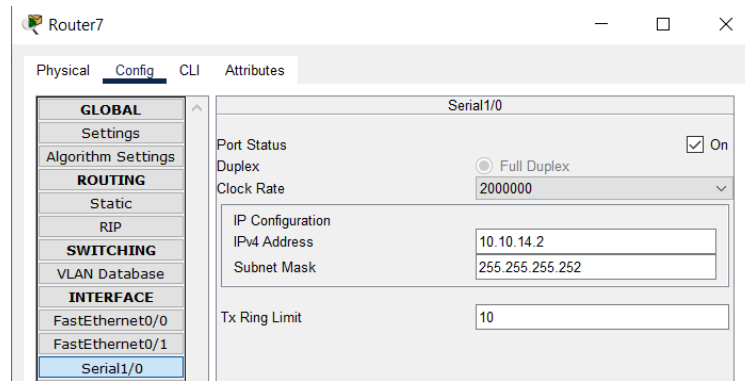 Router7
Physical Config CLI Attributes
GLOBAL
Settings
Algorithm Settings
ROUTING
Static
RIP
SWITCHING
VLAN Database
INTERFACE
FastEthernet0/0
FastEthernet0/1
Serial1/0
Serial1/0
Port Status On
Duplex Full Duplex
Clock Rate 2000000
IP Configuration
IPv4 Address 10.10.14.2
Subnet Mask 255.255.255.252
Tx Ring Limit 10